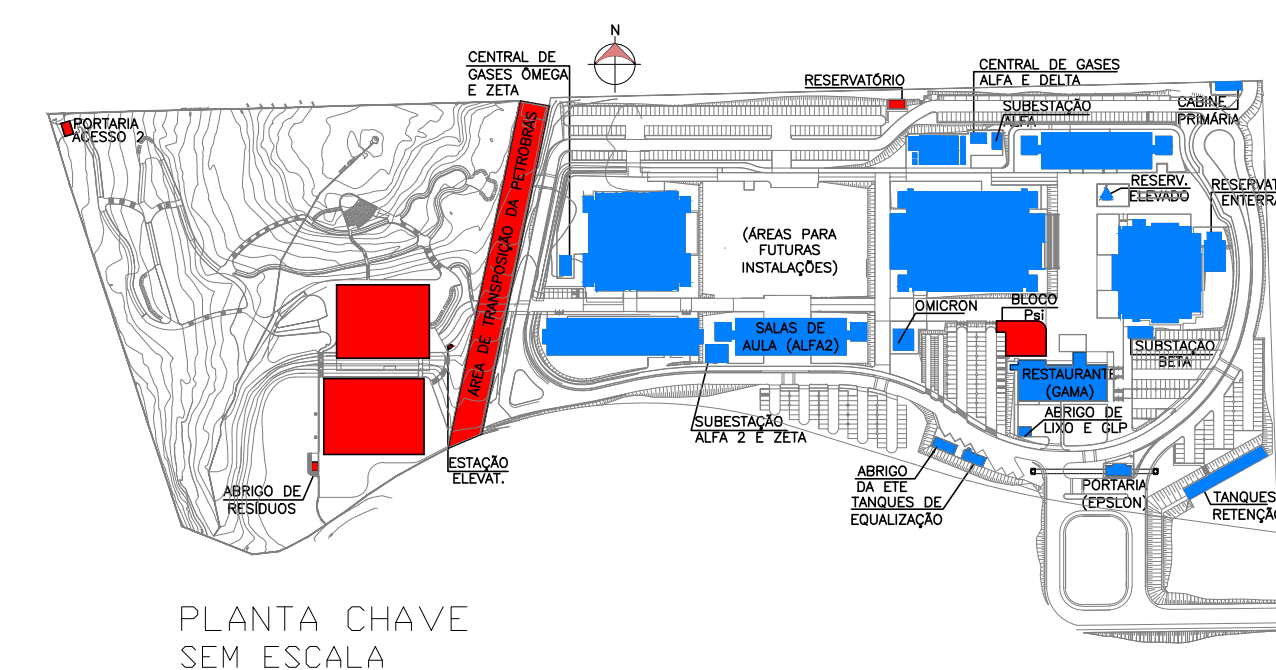 N
CENTRAL DE
GASES ÔMEGA
E ZETA
RESERVATÓRIO
CENTRAL DE GASES
ALFA E DELTA
SUBESTAÇÃO
ALFA
CABINE
PRIMÁRIA
PORTARIA
ACESSO 2
ÁREA DE TRANSPOSIÇÃO DA PETROBRÁS
RESERV.
ELEVADO
RESERVAT
ENTERRA
(ÁREAS PARA
FUTURAS
INSTALAÇÕES)
OMICRON
BLOCO
Psi
SALAS DE
AULA (ALFA2)
SUBSTAÇÃO
BETA
RESTAURANTE
(GAMA)
ABRIGO DE
LIXO E GLP
SUBESTAÇÃO
ALFA 2 E ZETA
ESTAÇÃO
ELEVAT.
ABRIGO DE
RESÍDUOS
ABRIGO
DA ETE
TANQUES DE
EQUALIZAÇÃO
PORTARIA
(EPSLON)
TANQUES
RETENÇÃO
PLANTA CHAVE
SEM ESCALA